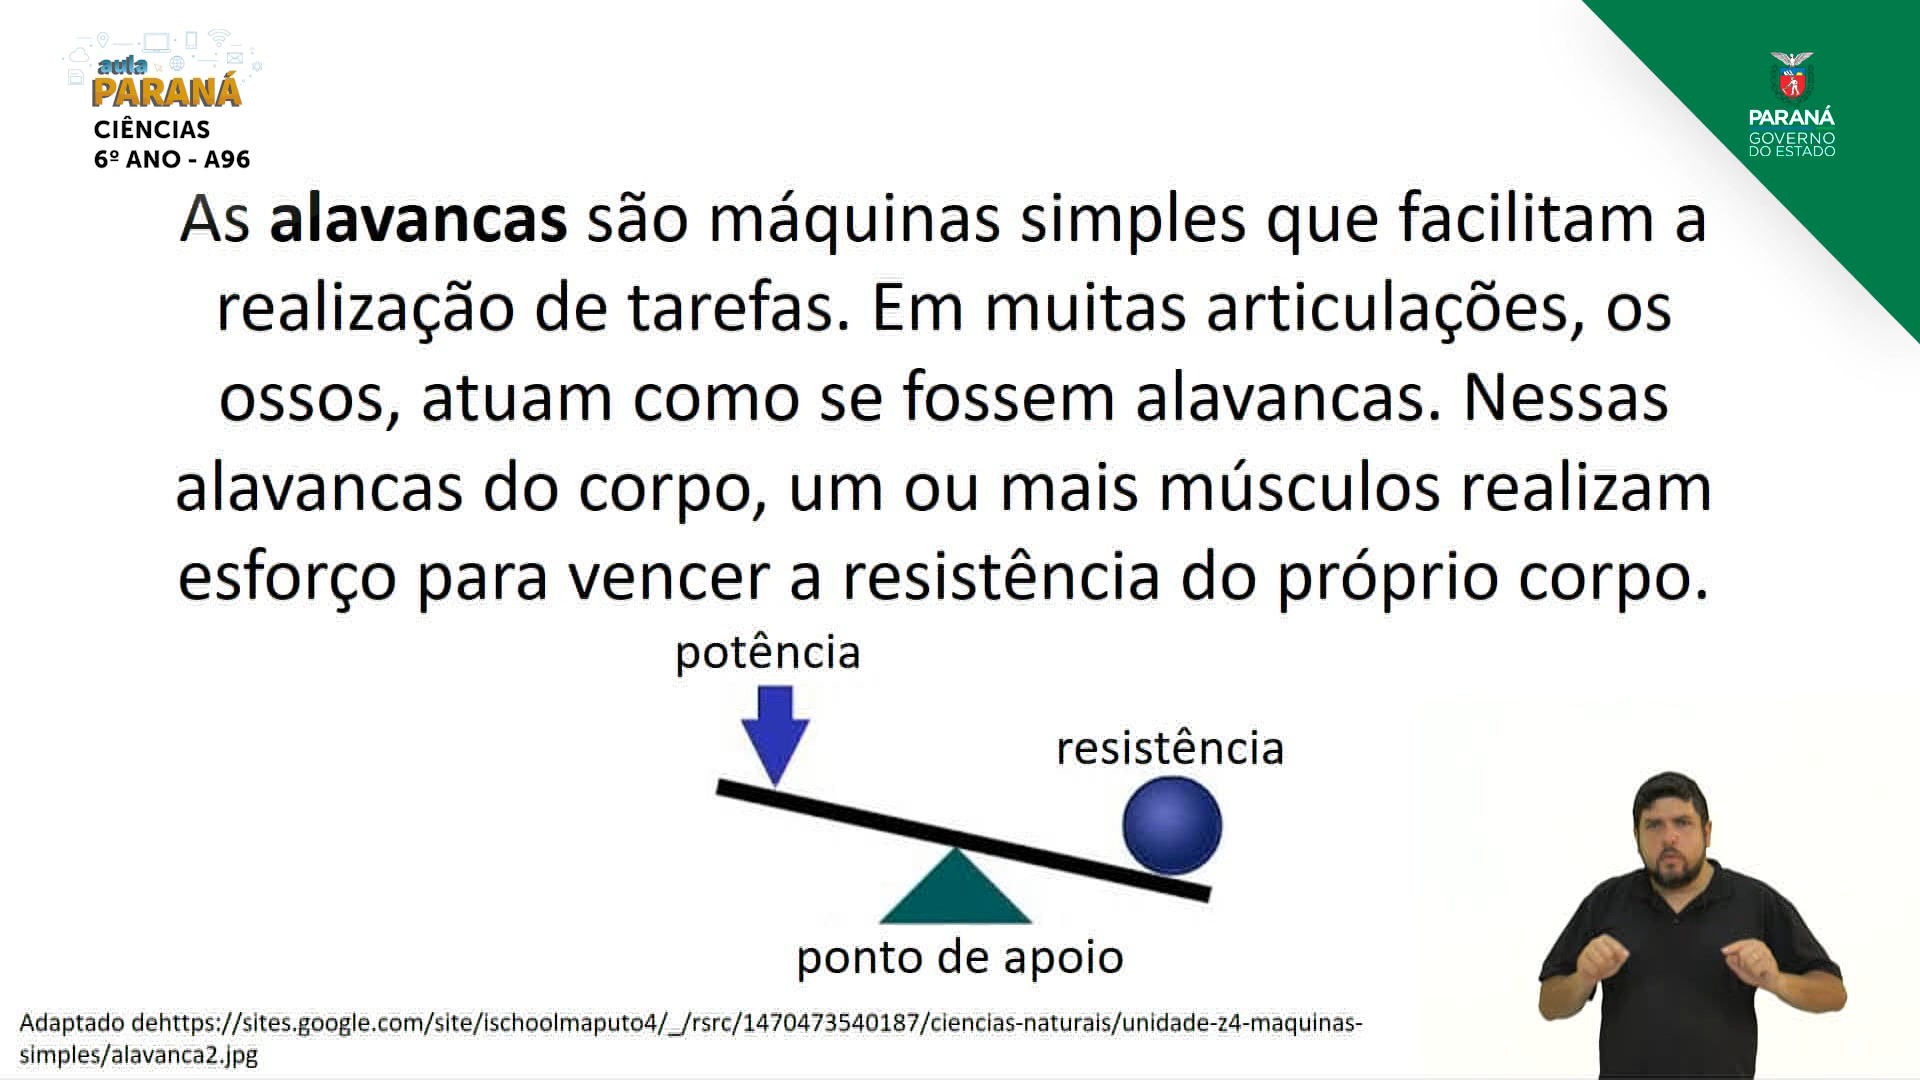 aula
PARANÁ
CIÊNCIAS
6º ANO - A96
PARANÁ
GOVERNO
DO ESTADO
As alavancas são máquinas simples que facilitam a
realização de tarefas. Em muitas articulações, os
ossos, atuam como se fossem alavancas. Nessas
alavancas do corpo, um ou mais músculos realizam
esforço para vencer a resistência do próprio corpo.
potência
resistência
ponto de apoio
Adaptado dehttps://sites.google.com/site/ischoolmaputo4/_/rsrc/1470473540187/ciencias-naturais/unidade-z4-maquinas-
simples/alavanca2.jpg